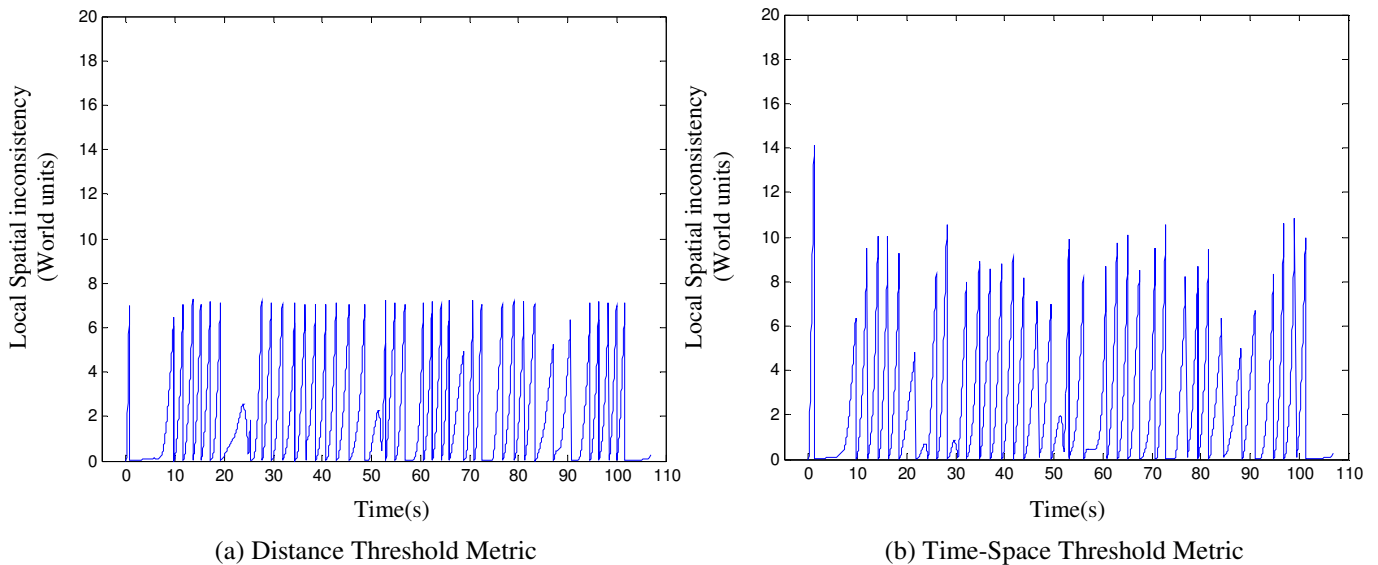 Local Spatial inconsistency
(World units)
20
18
16
14
12
10
8
6
4
2
0
0 10 20 30 40 50 60 70 80 90 100 110
Time(s)
(a) Distance Threshold Metric
Local Spatial inconsistency
(World units)
20
18
16
14
12
10
8
6
4
2
0
0 10 20 30 40 50 60 70 80 90 100 110
Time(s)
(b) Time-Space Threshold Metric